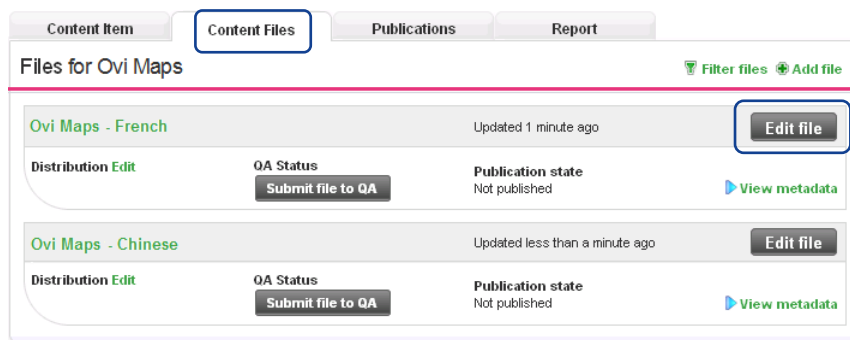 Content Item Content Files Publications Report
Files for Ovi Maps Filter files Add file
Ovi Maps - French Updated 1 minute ago Edit file
Distribution Edit QA Status Publication state
Submit file to QA Not published View metadata
Ovi Maps - Chinese Updated less than a minute ago Edit file
Distribution Edit QA Status Publication state
Submit file to QA Not published View metadata